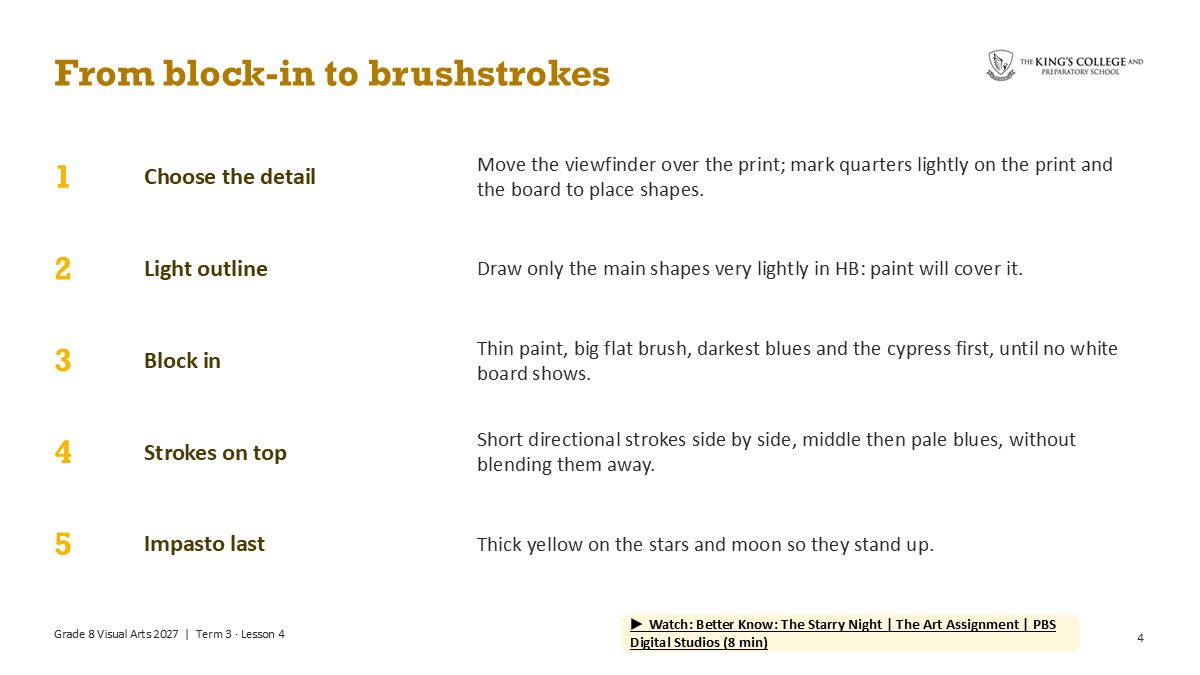 From block-in to brushstrokes
THE KING'S COLLEGE AND
PREPARATORY SCHOOL
1
Choose the detail
Move the viewfinder over the print; mark quarters lightly on the print and
the board to place shapes.
2
Light outline
Draw only the main shapes very lightly in HB: paint will cover it.
3
Block in
Thin paint, big flat brush, darkest blues and the cypress first, until no white
board shows.
4
Strokes on top
Short directional strokes side by side, middle then pale blues, without
blending them away.
5
Impasto last
Thick yellow on the stars and moon so they stand up.
Grade 8 Visual Arts 2027 | Term 3 · Lesson 4
▶ Watch: Better Know: The Starry Night | The Art Assignment | PBS
Digital Studios (8 min)
4